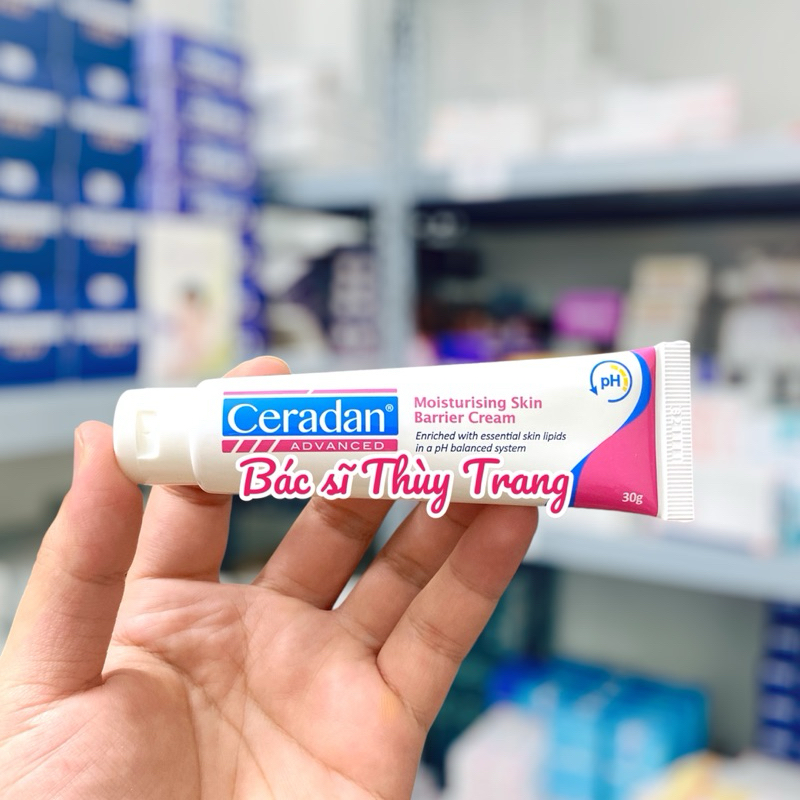 Ceradan®
ADVANCED
Moisturising Skin
Barrier Cream
Enriched with essential skin lipids
in a pH balanced system
pH
30g
Bác sĩ Thùy Trang